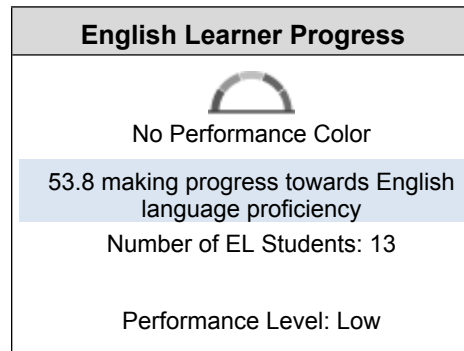 English Learner Progress
No Performance Color
53.8 making progress towards English
language proficiency
Number of EL Students: 13
Performance Level: Low